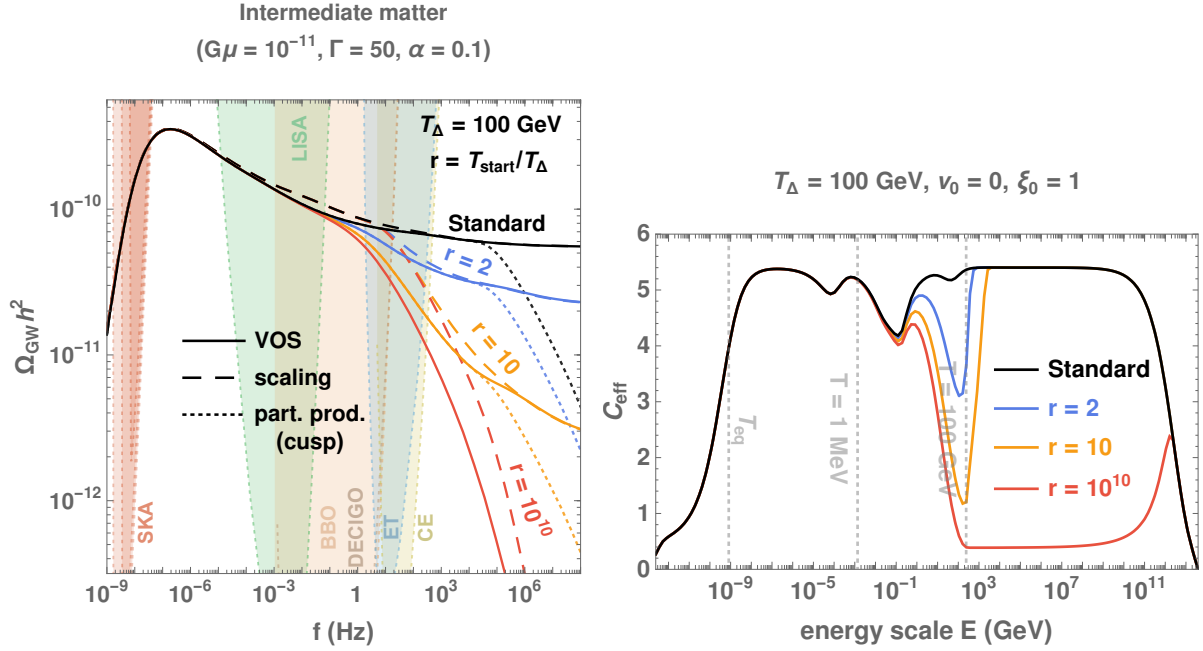 Intermediate matter
(Gμ = 10⁻¹¹, Γ = 50, α = 0.1)
T_Δ = 100 GeV
r = T_start/T_Δ
LISA
Standard
r = 2
r = 10
r = 10¹⁰
VOS
scaling
part. prod.
(cusp)
SKA
BBO
DECIGO
ET
CE
Ω_GW h²
10⁻¹⁰
10⁻¹¹
10⁻¹²
10⁻⁹
10⁻⁶
10⁻³
1
10³
10⁶
f (Hz)
T_Δ = 100 GeV, v₀ = 0, ξ₀ = 1
C_eff
6
5
4
3
2
1
0
T_eq
T = 1 MeV
T = 100 GeV
Standard
r = 2
r = 10
r = 10¹⁰
10⁻⁹
10⁻⁵
10⁻¹
10³
10⁷
10¹¹
energy scale E (GeV)